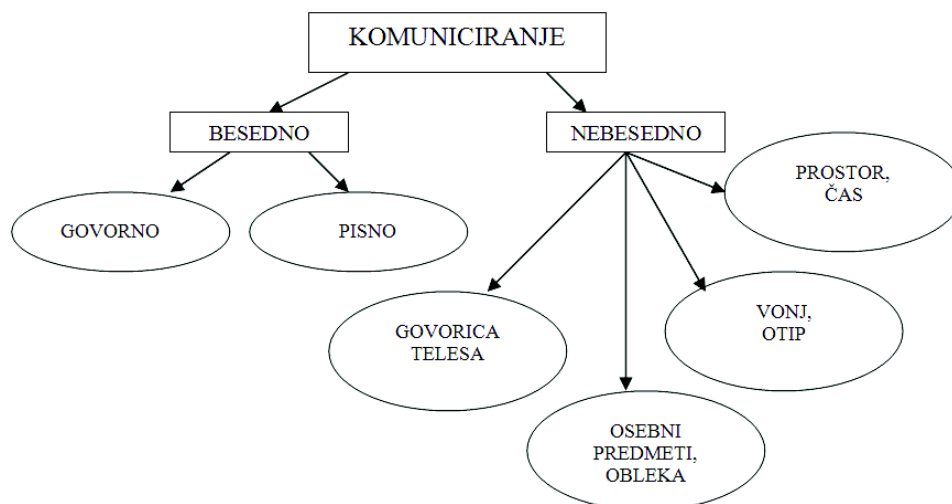 KOMUNICIRANJE
BESEDNO
NEBESEDNO
GOVORNO
PISNO
PROSTOR,
ČAS
GOVORICA
TELESA
VONJ,
OTIP
OSEBNI
PREDMETI,
OBLEKA